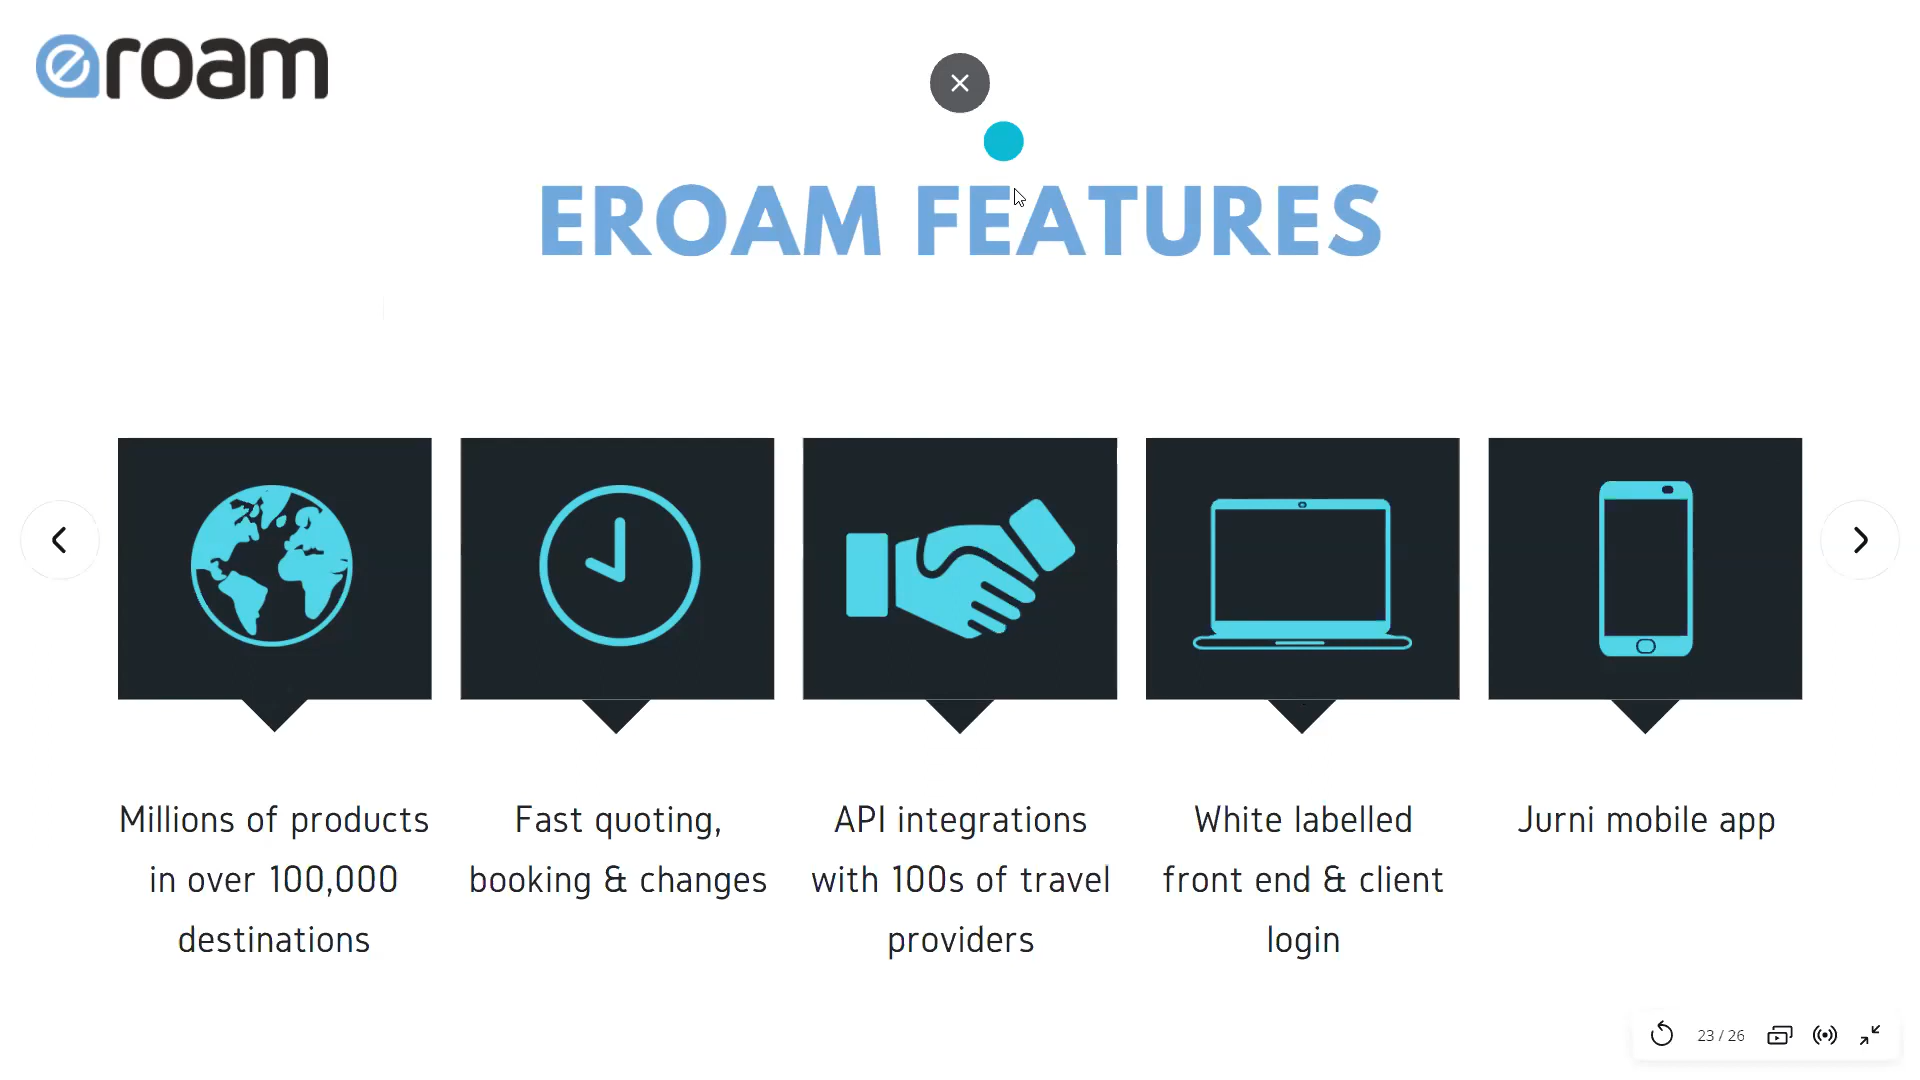 eroam
EROAM FEATURES
Millions of products
in over 100,000
destinations
Fast quoting,
booking & changes
API integrations
with 100s of travel
providers
White labelled
front end & client
login
Jurni mobile app
23 / 26